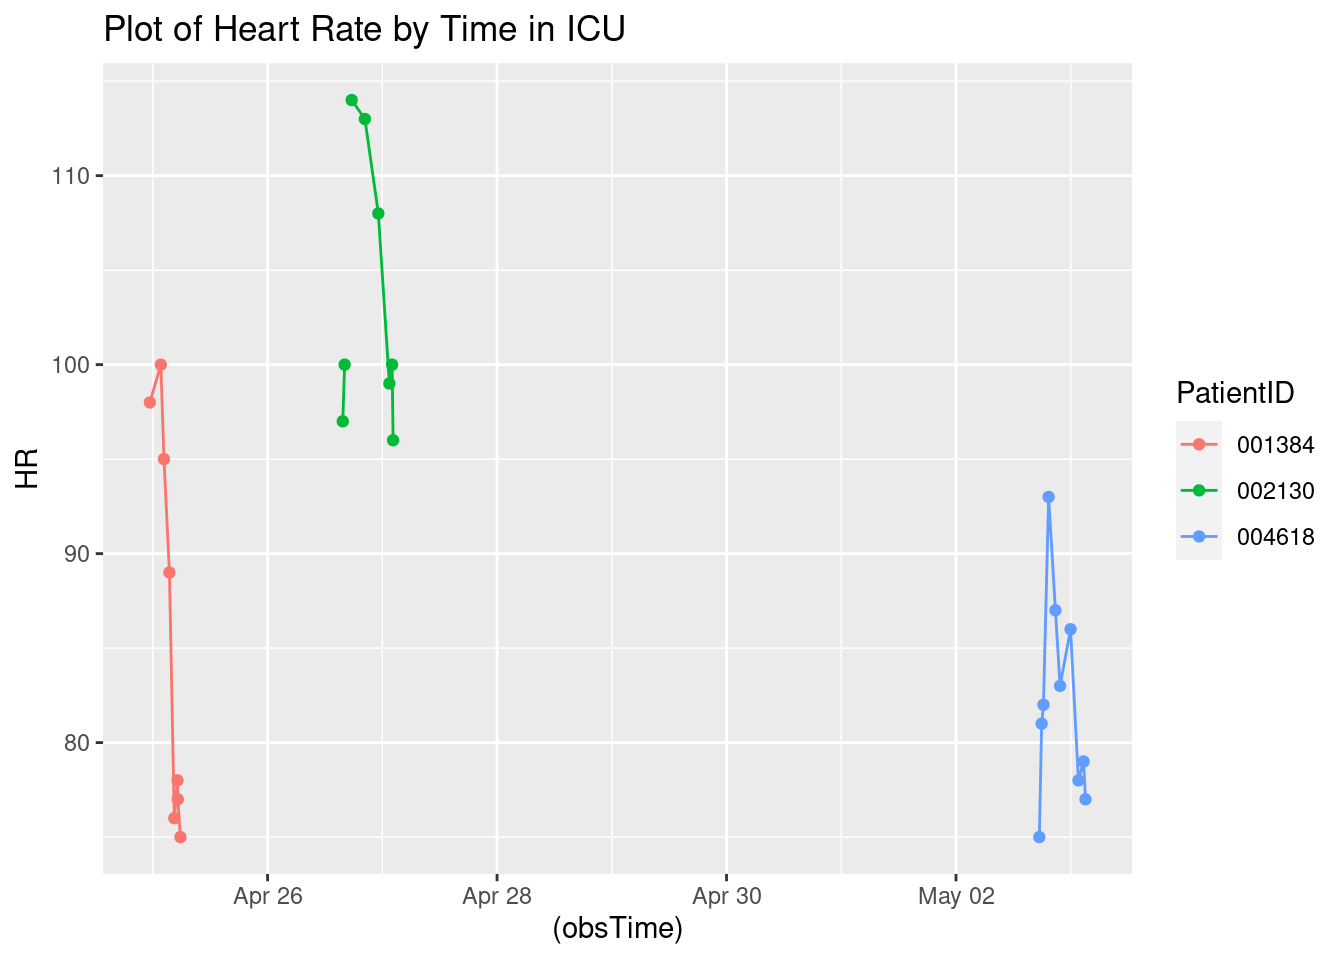 Plot of Heart Rate by Time in ICU
110
100
90
80
HR
Apr 26
Apr 28
Apr 30
May 02
(obsTime)
PatientID
001384
002130
004618